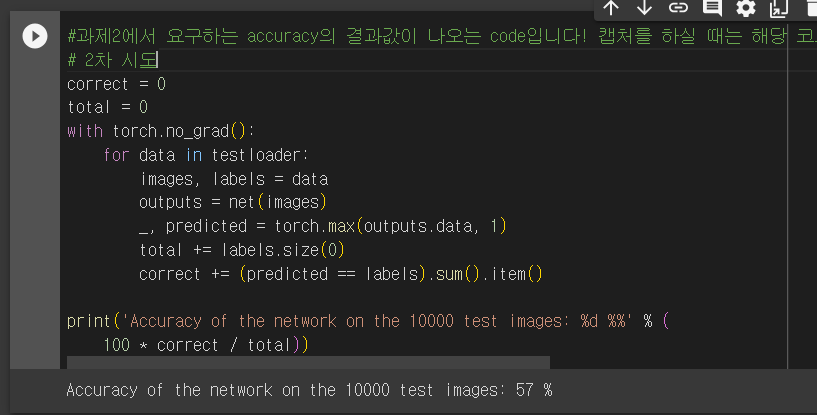 #과제2에서 요구하는 accuracy의 결과값이 나오는 code입니다! 캡처를 하실 때는 해당 코
# 2차 시도
correct = 0
total = 0
with torch.no_grad():
    for data in testloader:
        images, labels = data
        outputs = net(images)
        _, predicted = torch.max(outputs.data, 1)
        total += labels.size(0)
        correct += (predicted == labels).sum().item()
print('Accuracy of the network on the 10000 test images: %d %%' % (
    100 * correct / total))
Accuracy of the network on the 10000 test images: 57 %